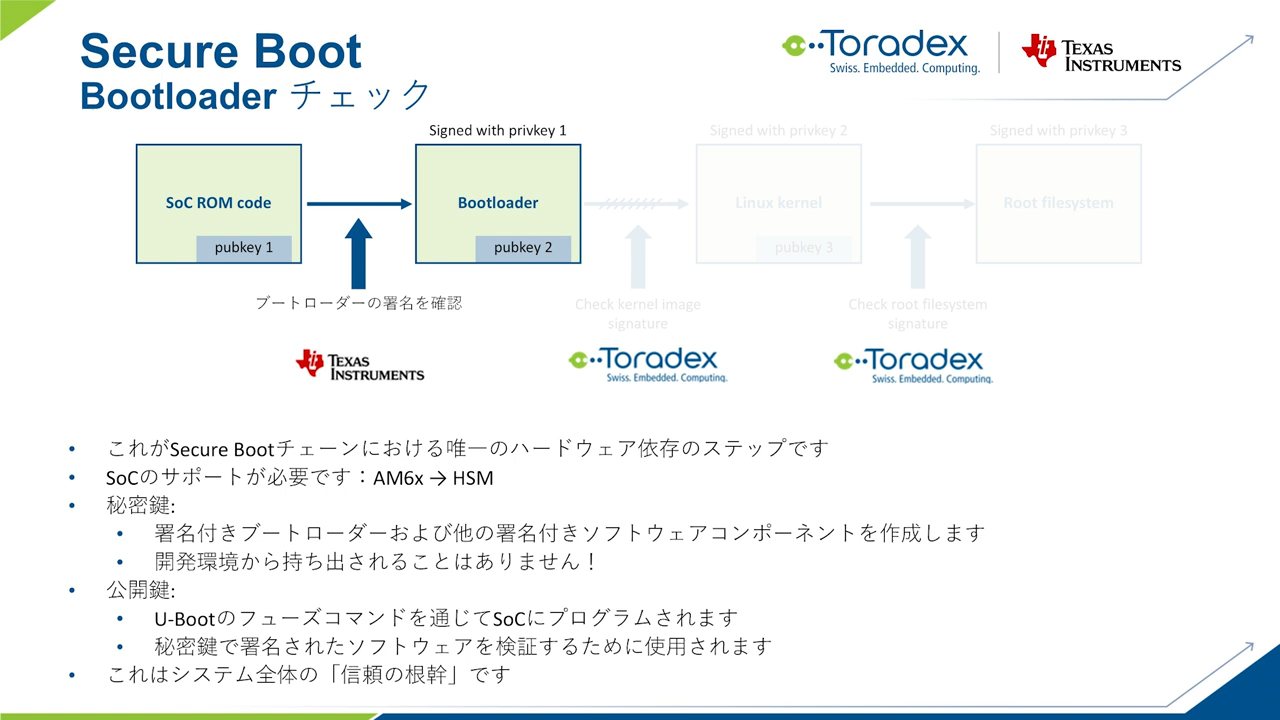 Secure Boot
Bootloader チェック
Toradex
Swiss. Embedded. Computing.
TEXAS
INSTRUMENTS
Signed with privkey 1
Signed with privkey 2
Signed with privkey 3
SoC ROM code
Bootloader
Linux kernel
Root filesystem
pubkey 1
pubkey 2
pubkey 3
ブートローダーの署名を確認
Check kernel image
signature
Check root filesystem
signature
TEXAS
INSTRUMENTS
Toradex
Swiss. Embedded. Computing.
Toradex
Swiss. Embedded. Computing.
• これがSecure Bootチェーンにおける唯一のハードウェア依存のステップです
• SoCのサポートが必要です：AM6x → HSM
• 秘密鍵:
• 署名付きブートローダーおよび他の署名付きソフトウェアコンポーネントを作成します
• 開発環境から持ち出されることはありません！
• 公開鍵:
• U-Bootのフューズコマンドを通じてSoCにプログラムされます
• 秘密鍵で署名されたソフトウェアを検証するために使用されます
• これはシステム全体の「信頼の根幹」です